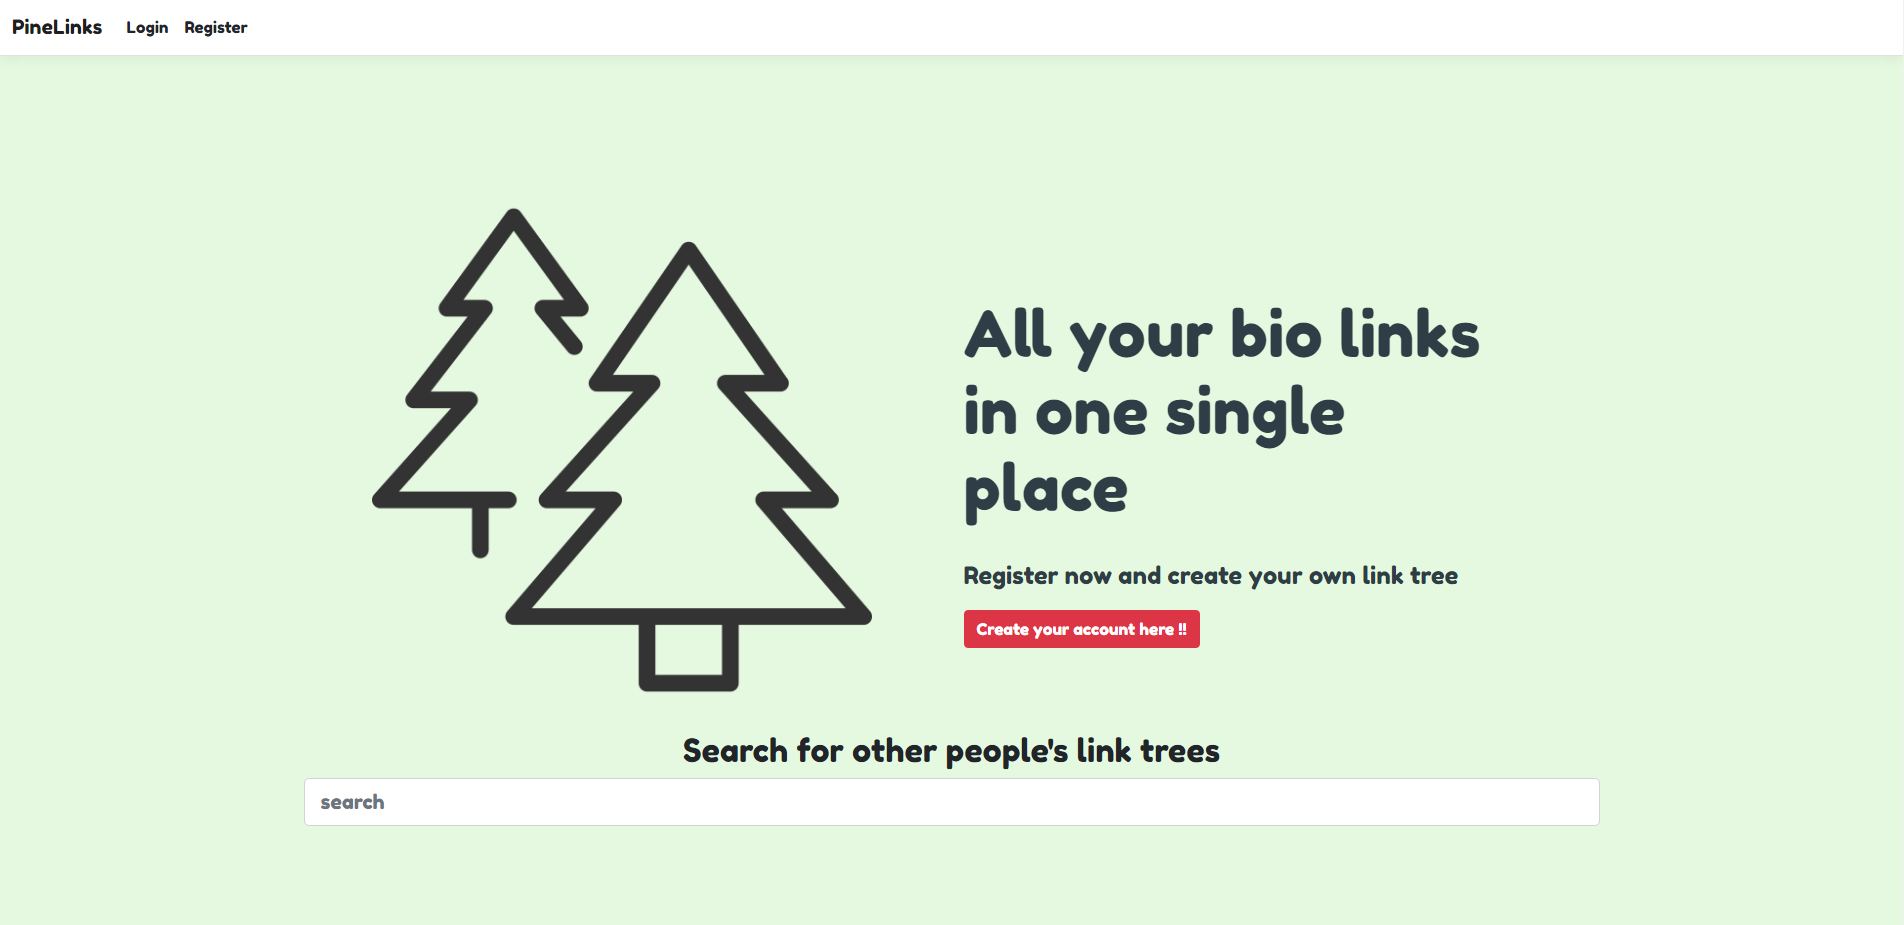 PineLinks Login Register
All your bio links
in one single
place
Register now and create your own link tree
Create your account here !!
Search for other people's link trees
search